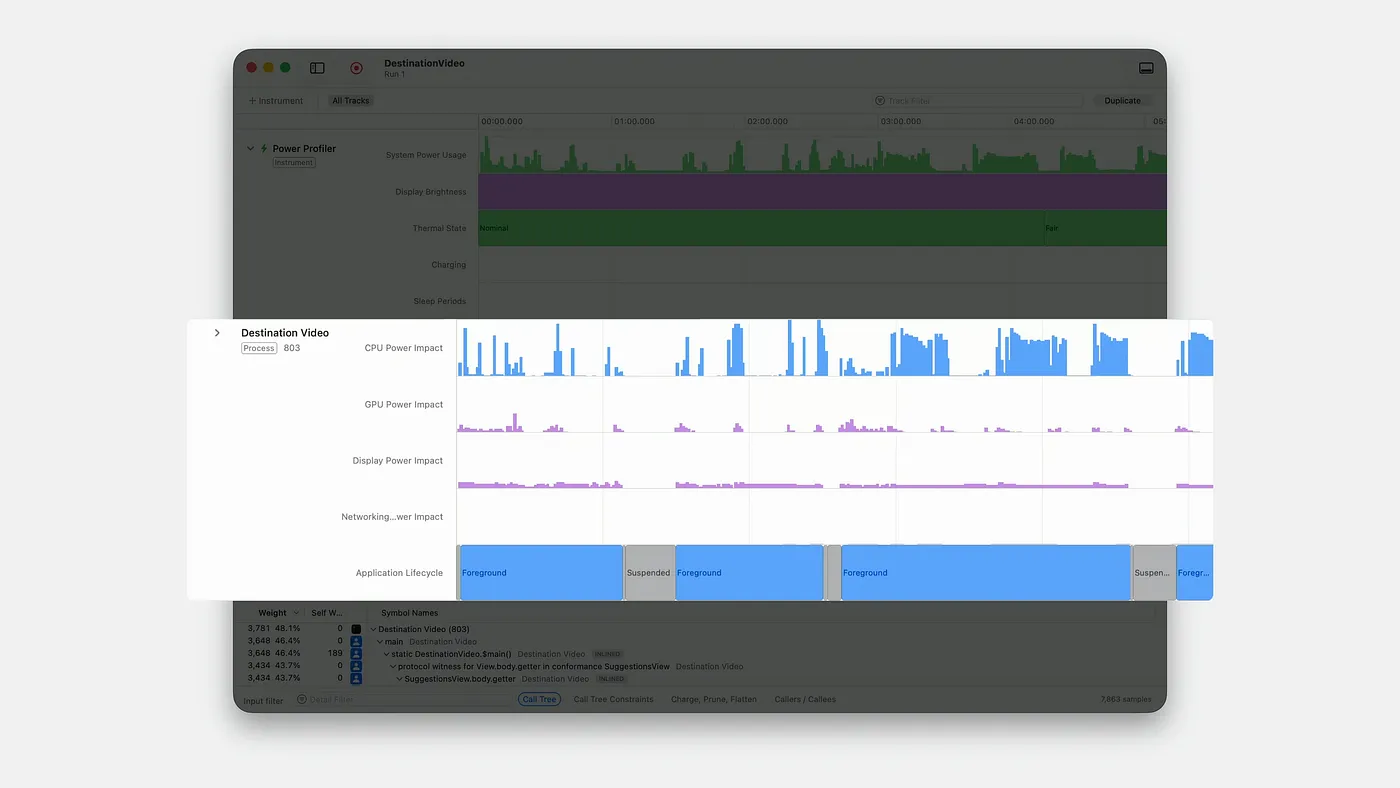 DestinationVideo
Run 1
+ Instrument
All Tracks
Track Filter
Duplicate
00:00.000
01:00.000
02:00.000
03:00.000
04:00.000
05:
Power Profiler
Instrument
System Power Usage
Display Brightness
Thermal State
Nominal
Fair
Charging
Sleep Periods
Destination Video
Process 803
CPU Power Impact
GPU Power Impact
Display Power Impact
Networking...wer Impact
Application Lifecycle
Foreground
Suspended
Foreground
Foreground
Suspen...
Foregr...
Weight Self W... Symbol Names
3,781 48.1% 0 Destination Video (803)
3,648 46.4% 0 main Destination Video
3,648 46.4% 189 static DestinationVideo.$main() Destination Video INLINED
3,434 43.7% 0 protocol witness for View.body.getter in conformance SuggestionsView Destination Video
3,434 43.7% 0 SuggestionsView.body.getter Destination Video INLINED
Input filter
Detail Filter
Call Tree
Call Tree Constraints
Charge, Prune, Flatten
Callers / Callees
7,863 samples